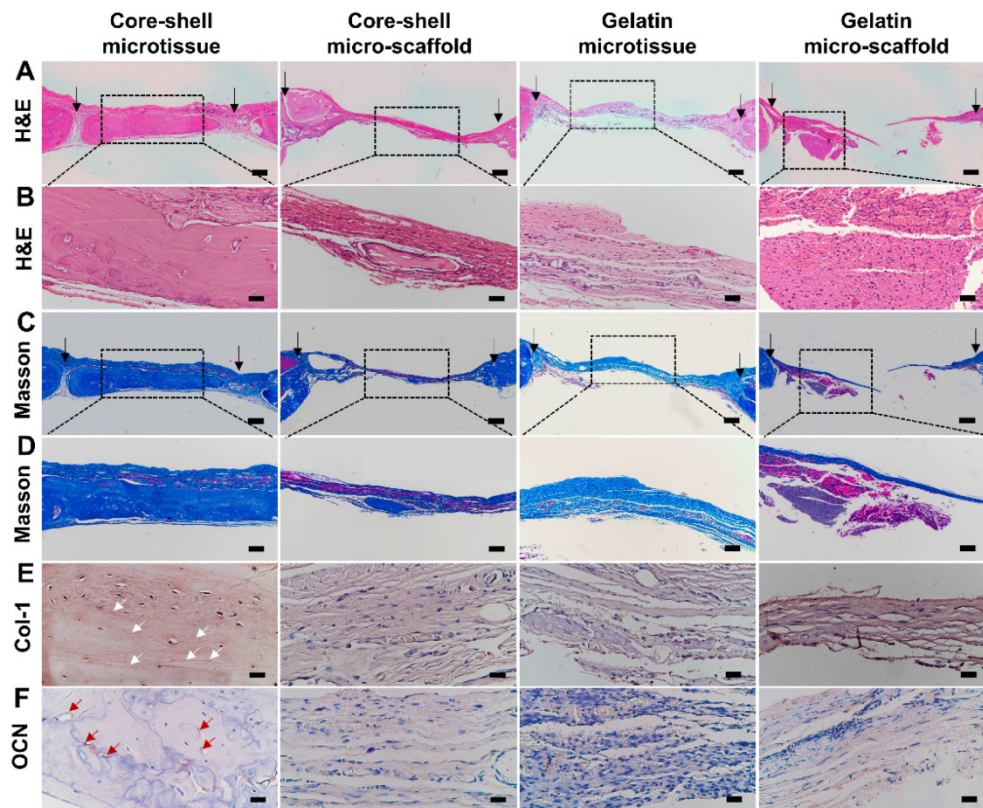 Core-shell microtissue
Core-shell micro-scaffold
Gelatin microtissue
Gelatin micro-scaffold
A
H&E
B
H&E
C
Masson
D
Masson
E
Col-1
F
OCN